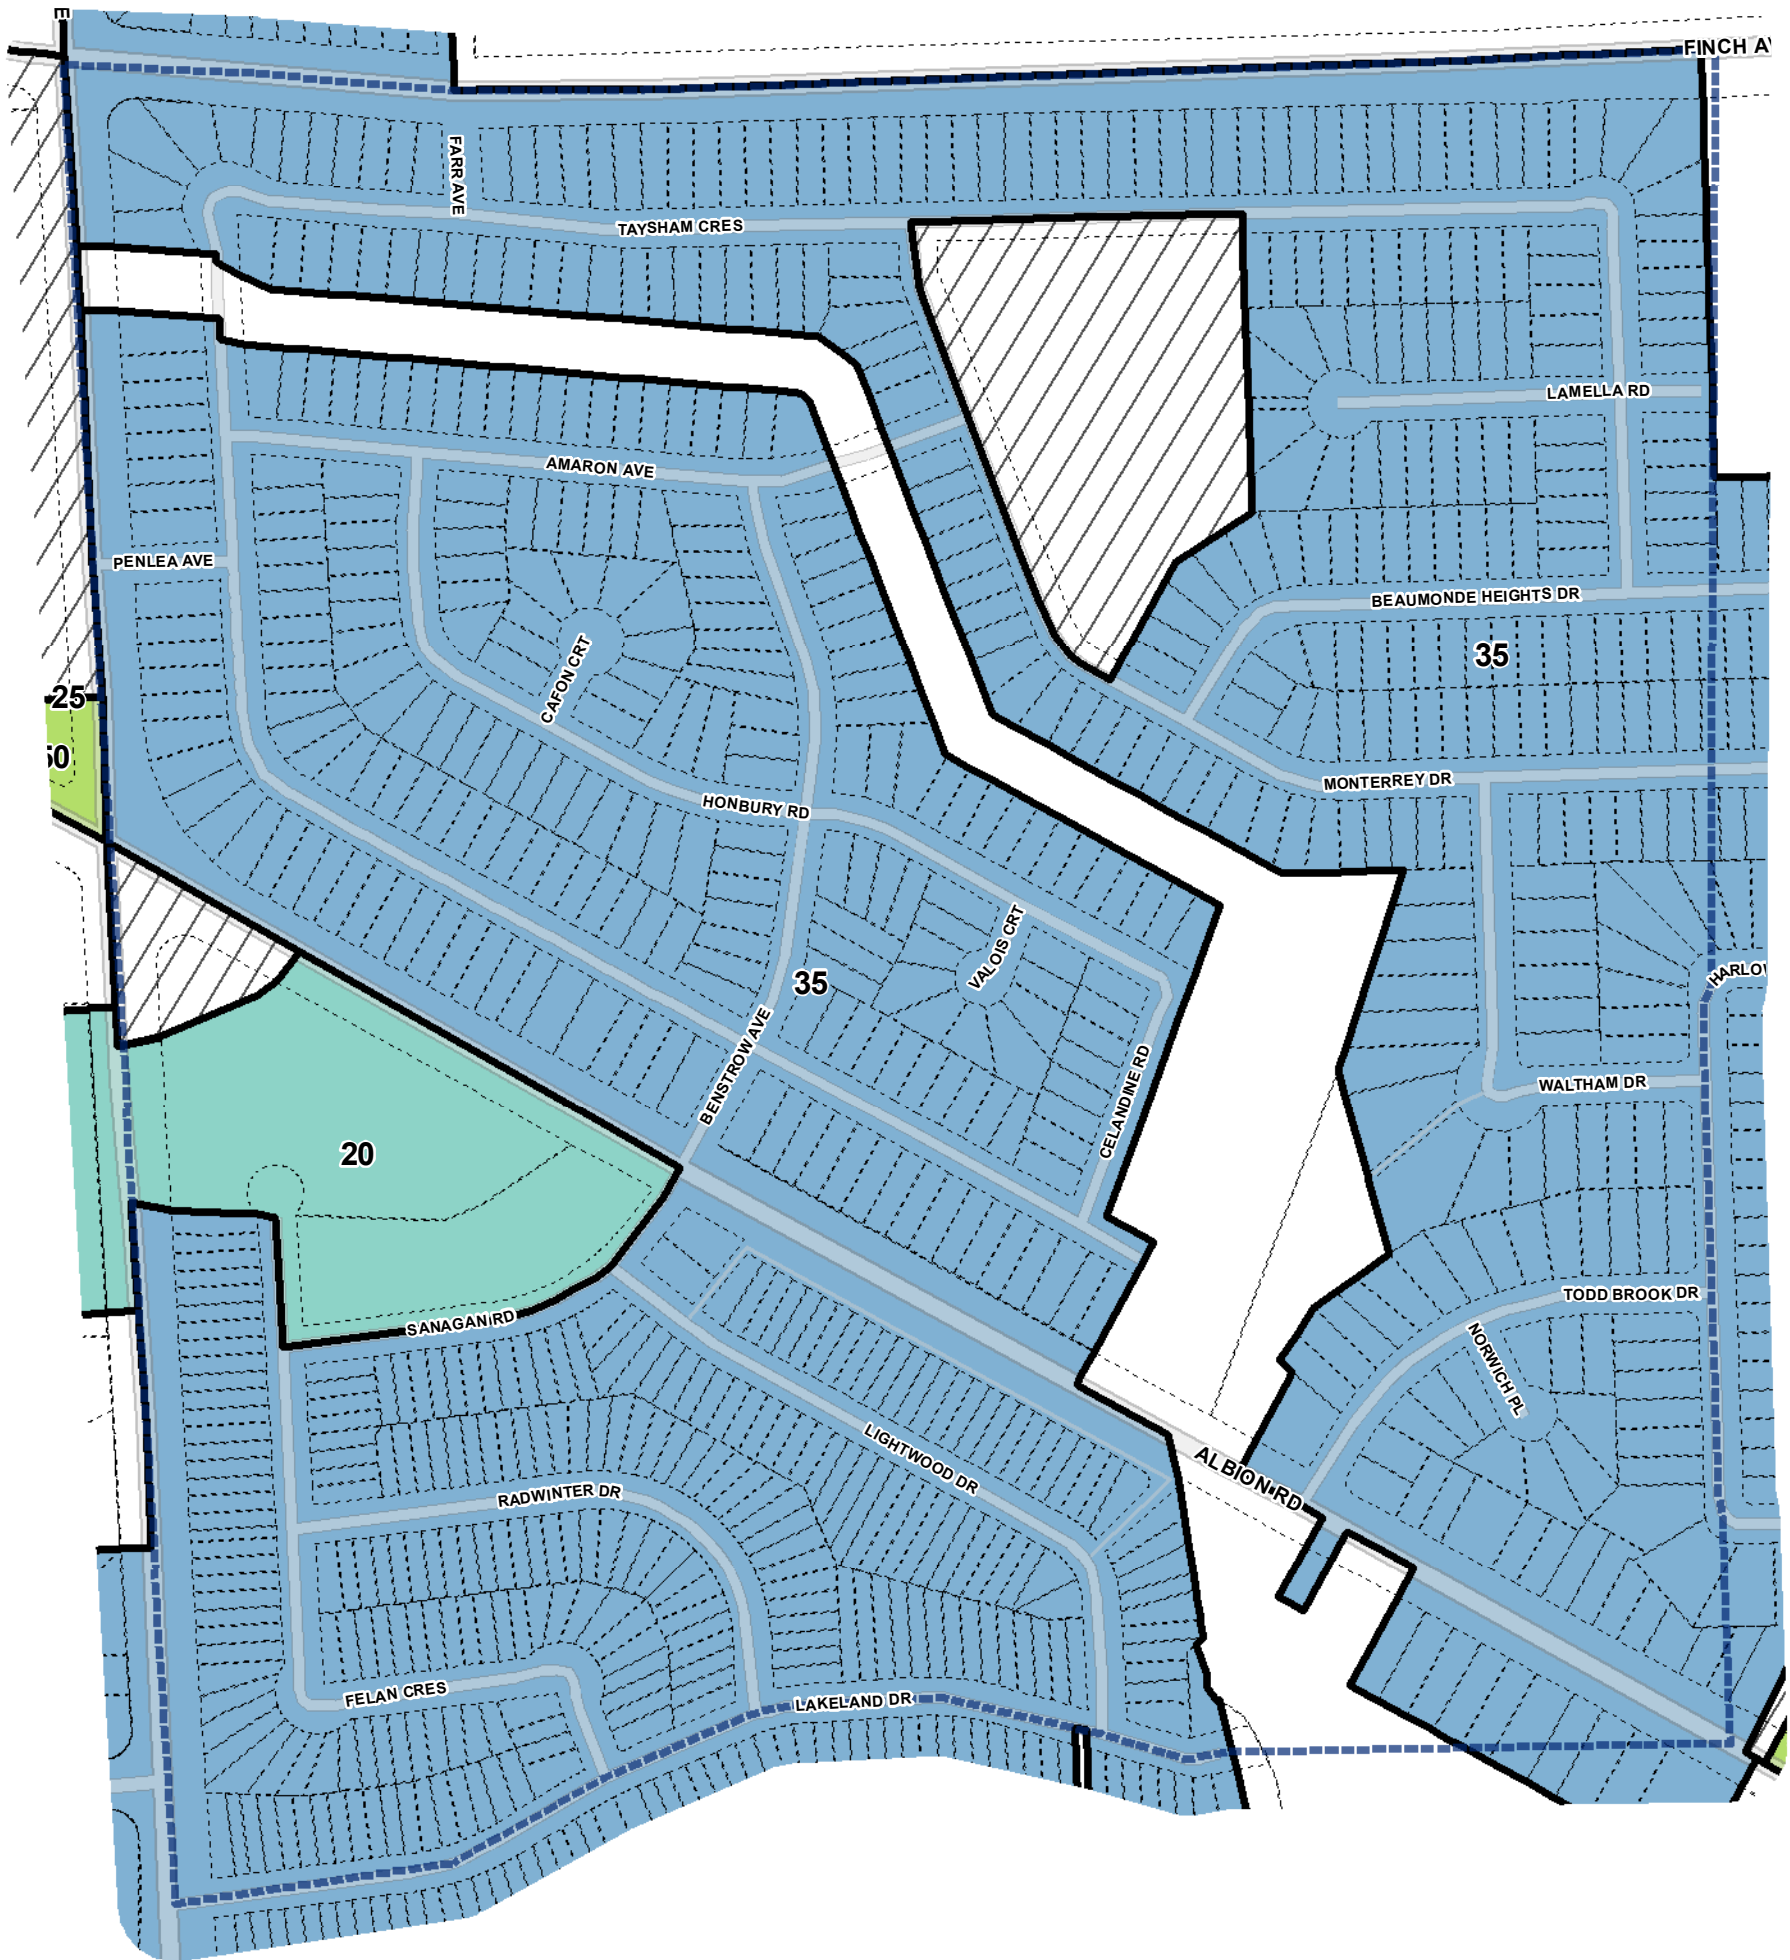 E
FINCH AV
FARR AVE
TAYSHAM CRES
LAMELLA RD
AMARON AVE
PENLEA AVE
BEAUMONDE HEIGHTS DR
35
CAFON CRT
25
50
MONTERREY DR
HONBURY RD
VALOIS CRT
HARLO
35
BENSTROW AVE
CELANDINE RD
WALTHAM DR
20
TODD BROOK DR
SANAGAN RD
NORWICH PL
LIGHTWOOD DR
ALBION RD
RADWINTER DR
FELAN CRES
LAKELAND DR